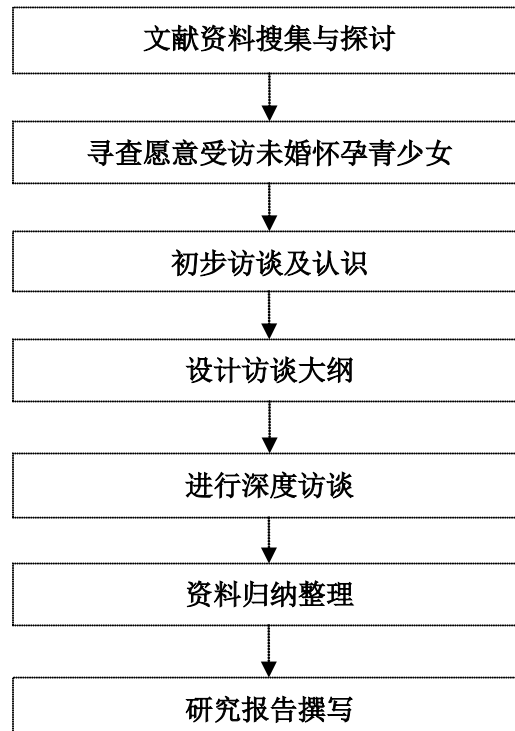 文献资料搜集与探讨
寻查愿意受访未婚怀孕青少女
初步访谈及认识
设计访谈大纲
进行深度访谈
资料归纳整理
研究报告撰写